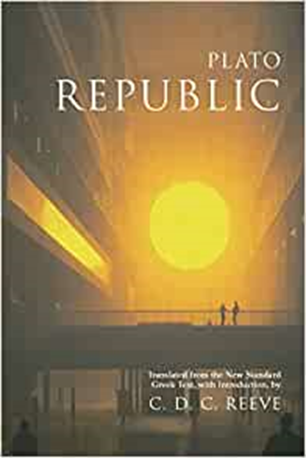 PLATO
REPUBLIC
Translated from the New Standard
Greek Text, with Introduction, by
C. D. C. REEVE